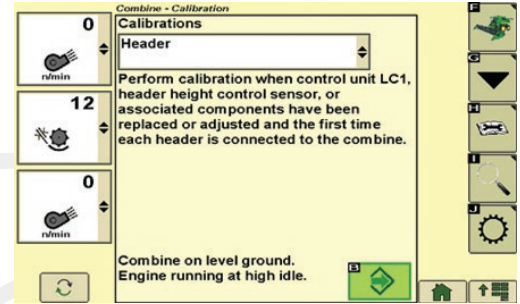 Combine - Calibration
0
n/min
12
0
n/min
Calibrations
Header
Perform calibration when control unit LC1,
header height control sensor, or
associated components have been
replaced or adjusted and the first time
each header is connected to the combine.
Combine on level ground.
Engine running at high idle.
B
F
G
H
I
J